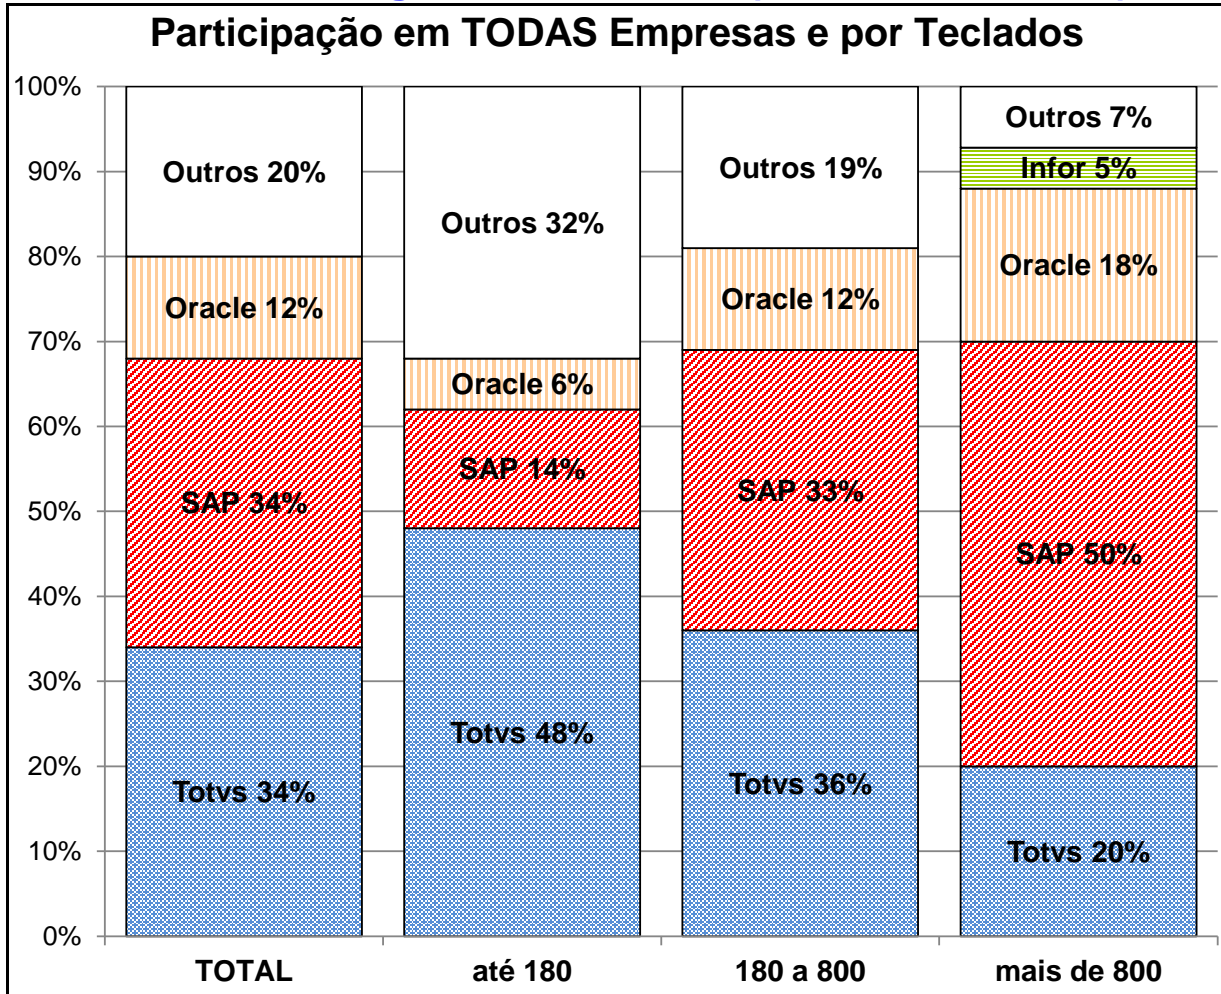 Participação em TODAS Empresas e por Teclados
100%
90%
80%
70%
60%
50%
40%
30%
20%
10%
0%
Outros 20%
Oracle 12%
SAP 34%
Totvs 34%
Outros 32%
Oracle 6%
SAP 14%
Totvs 48%
Outros 19%
Oracle 12%
SAP 33%
Totvs 36%
Outros 7%
Infor 5%
Oracle 18%
SAP 50%
Totvs 20%
TOTAL
até 180
180 a 800
mais de 800